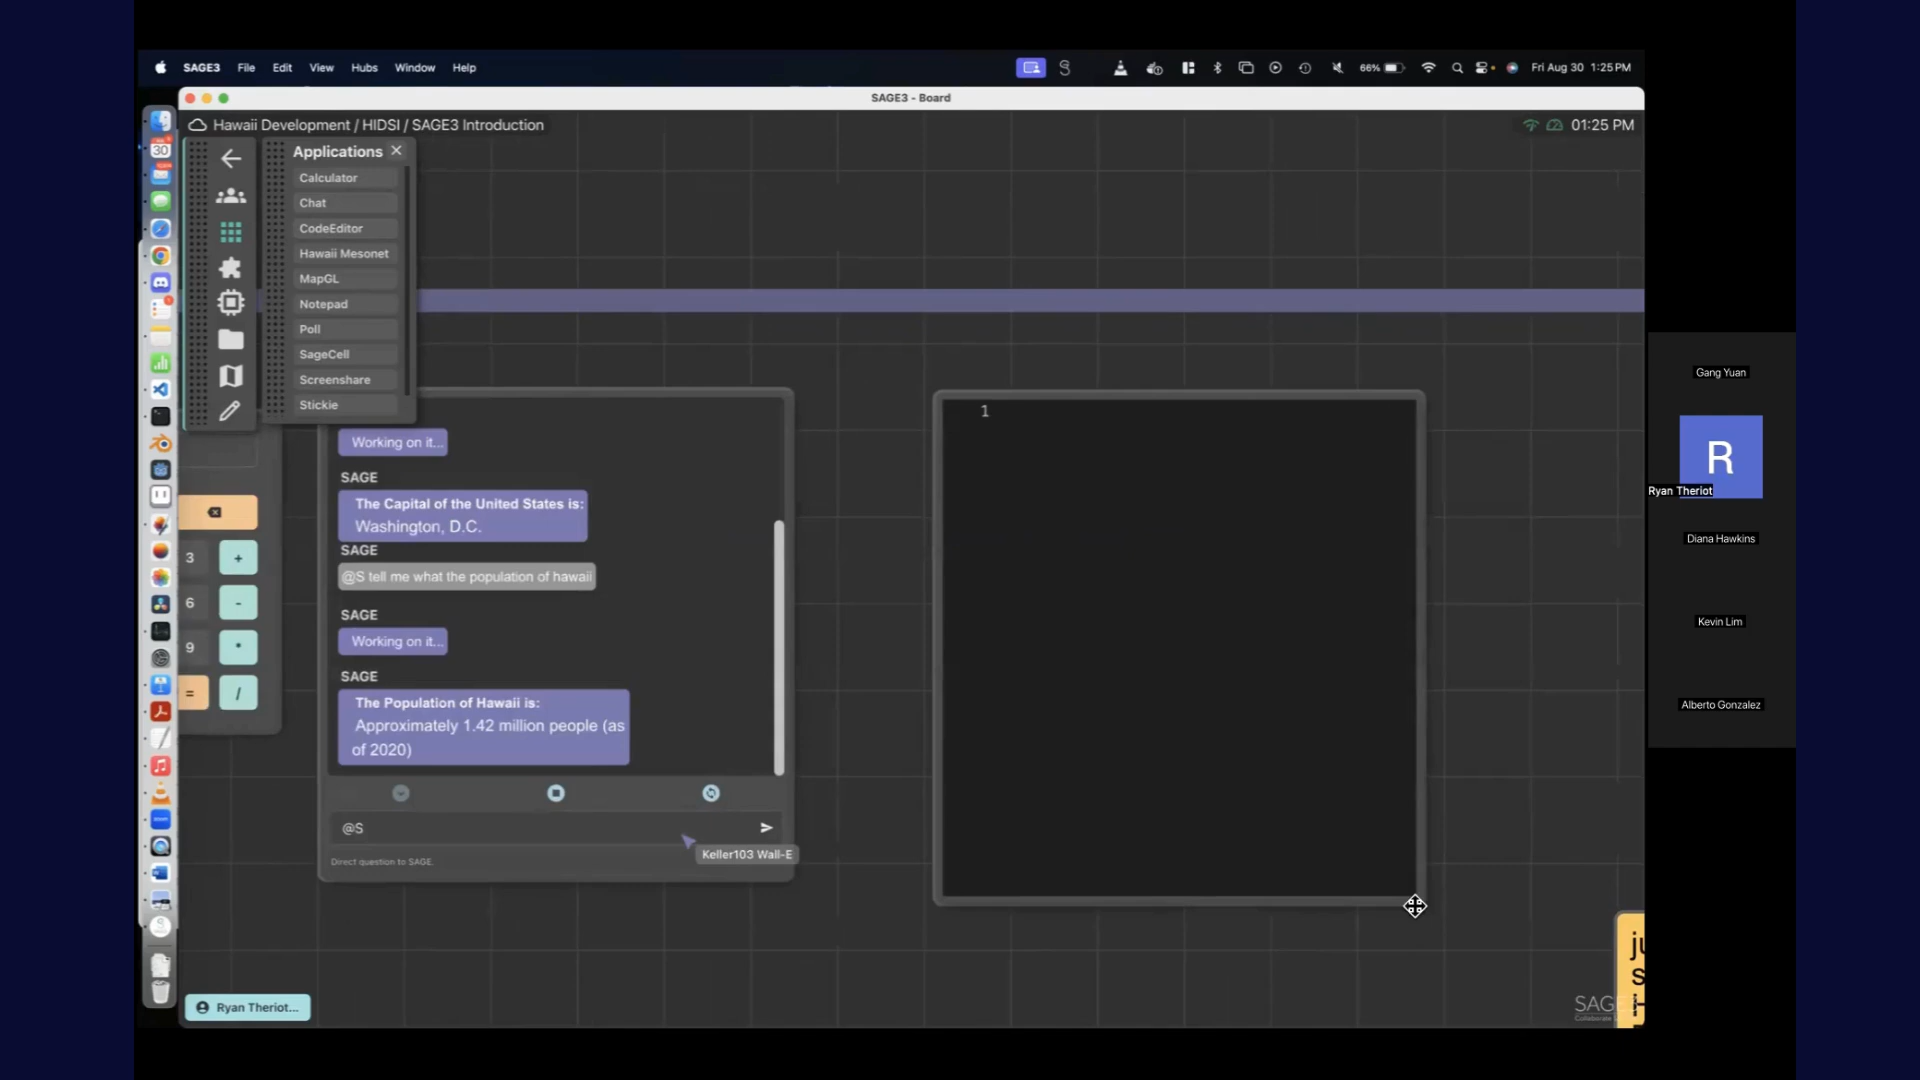 SAGE3 File Edit View Hubs Window Help
66% Fri Aug 30 1:25 PM
SAGE3 - Board
Hawaii Development / HIDSI / SAGE3 Introduction
01:25 PM
Applications
Calculator
Chat
CodeEditor
Hawaii Mesonet
MapGL
Notepad
Poll
SageCell
Screenshare
Stickie
30
3 +
6 -
9 *
= /
Working on it...
SAGE
The Capital of the United States is:
Washington, D.C.
SAGE
@S tell me what the population of hawaii
SAGE
Working on it...
SAGE
The Population of Hawaii is:
Approximately 1.42 million people (as
of 2020)
@S
Keller103 Wall-E
Direct question to SAGE.
1
ju
s
Ryan Theriot...
Gang Yuan
R
Ryan Theriot
Diana Hawkins
Kevin Lim
Alberto Gonzalez